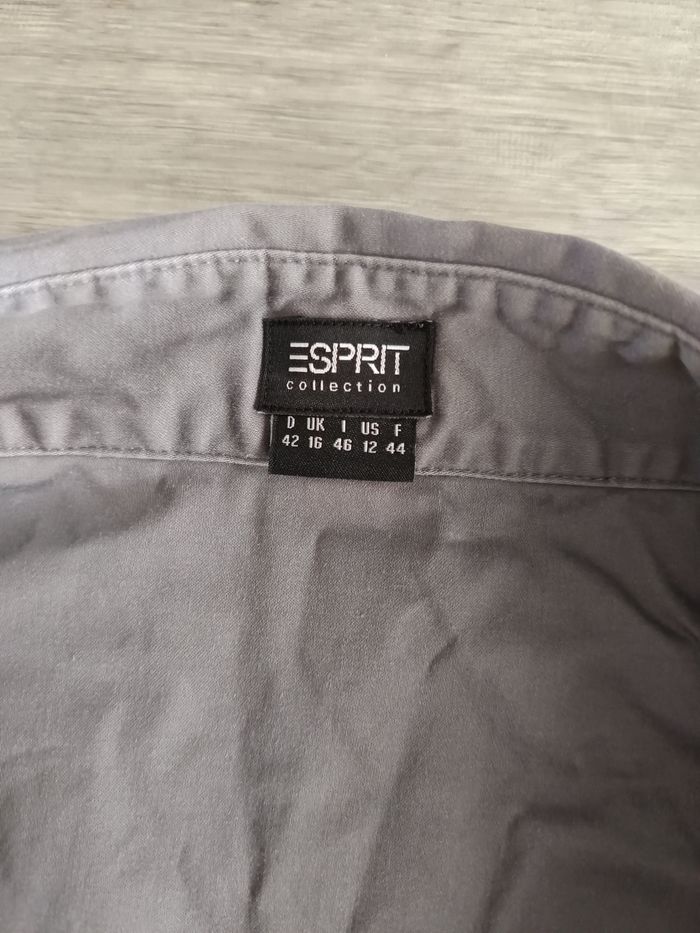 ESPRIT
collection
D UK I US F
42 16 46 12 44